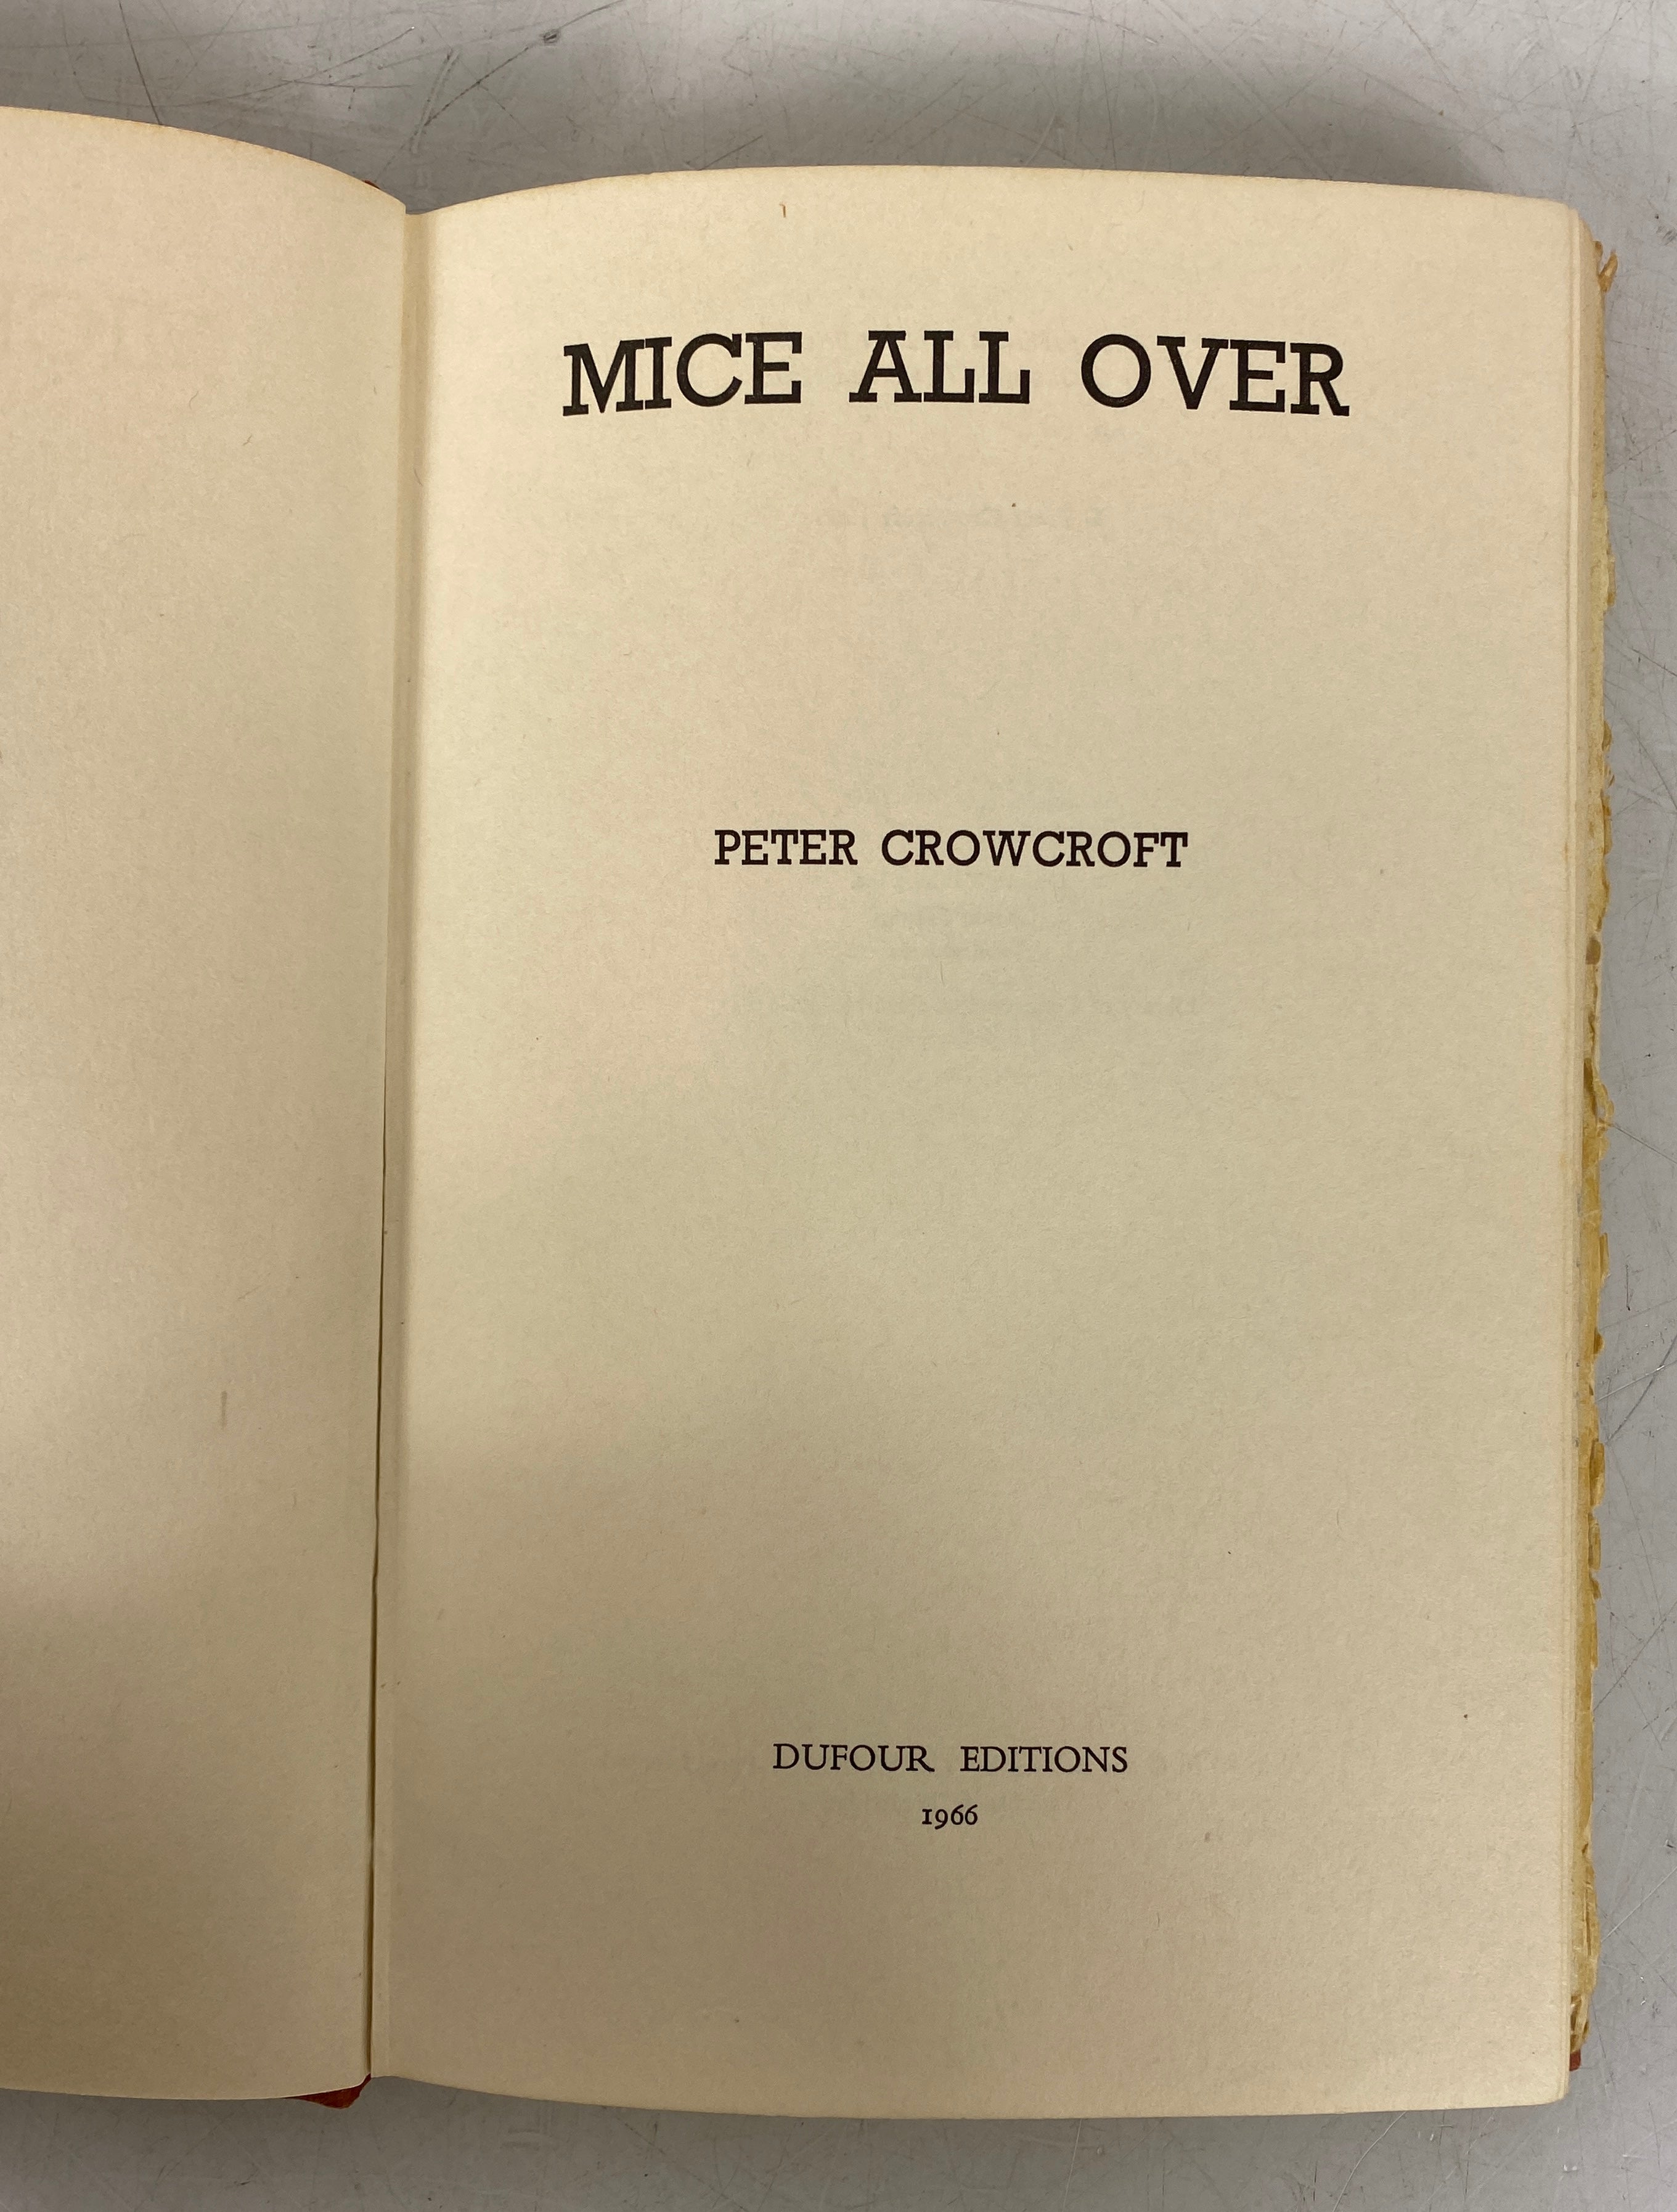 MICE ALL OVER
PETER CROWCROFT
DUFOUR EDITIONS
1966